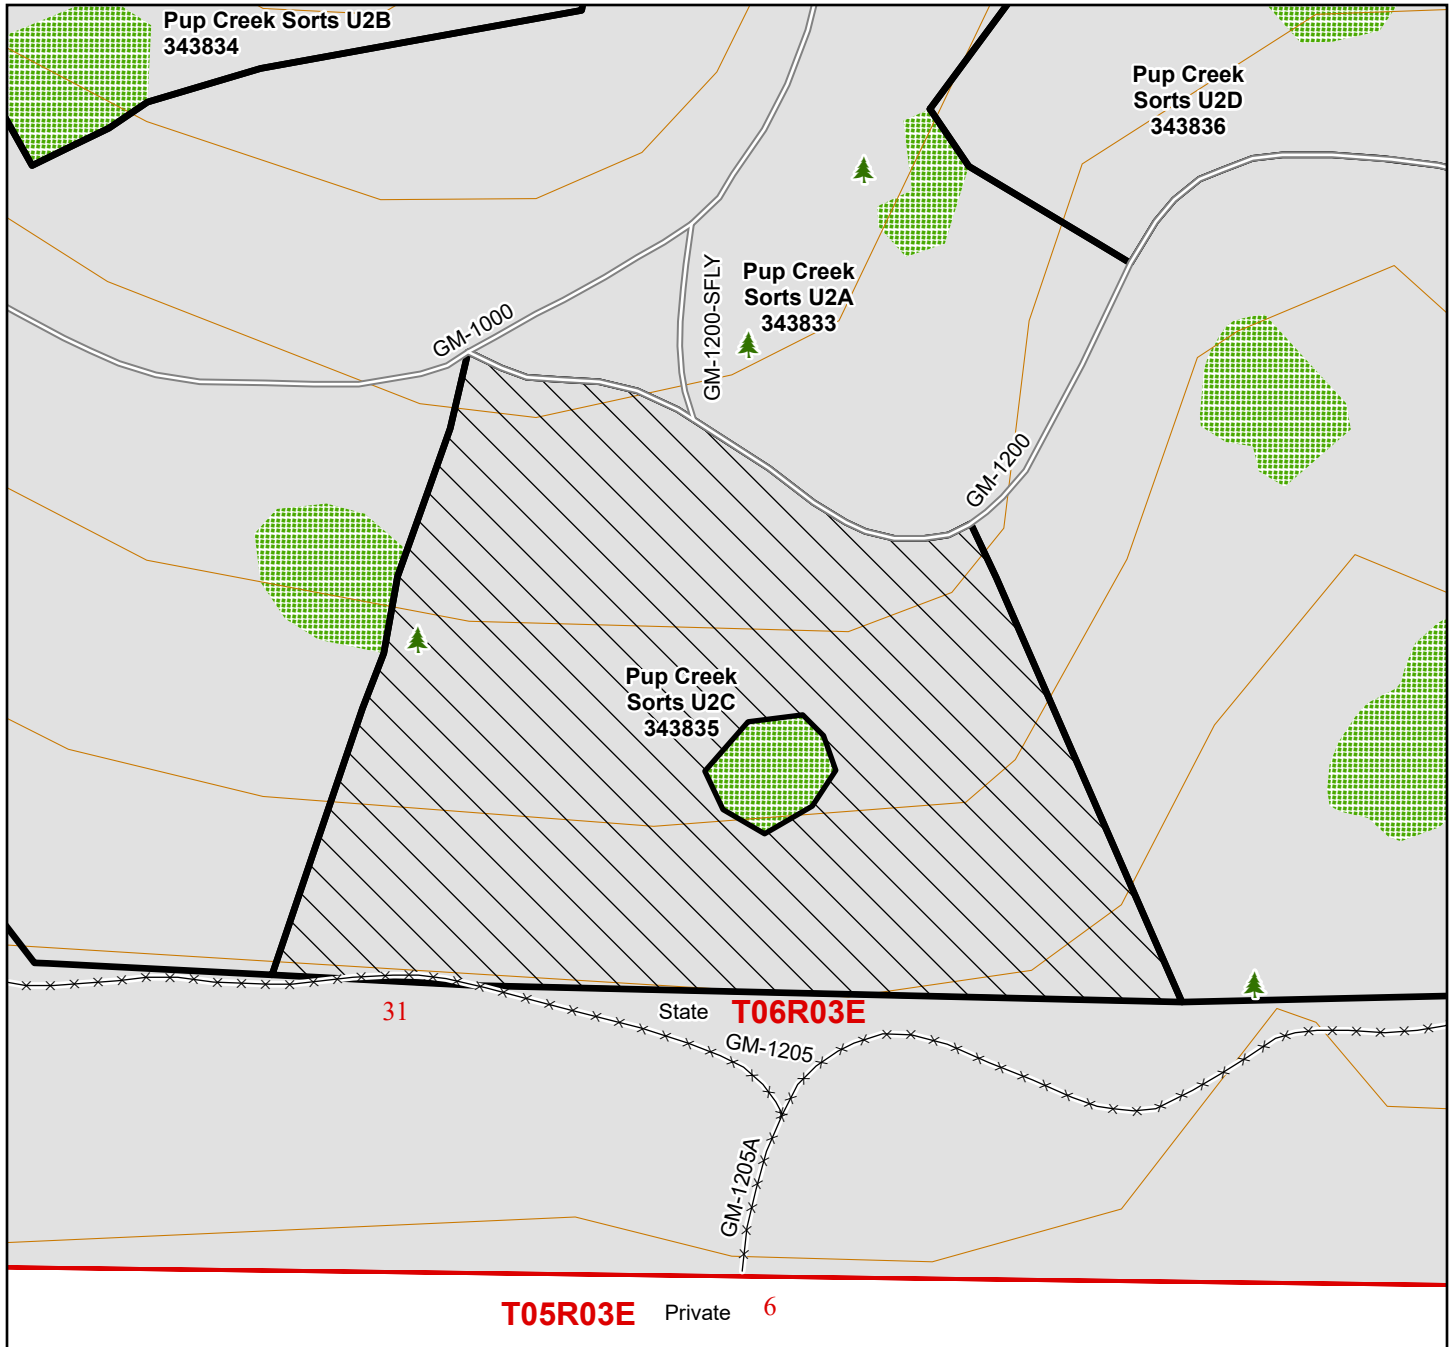 Pup Creek Sorts U2B
343834
Pup Creek
Sorts U2D
343836
GM-1200-SFLY
Pup Creek
Sorts U2A
343833
GM-1000
GM-1200
Pup Creek
Sorts U2C
343835
31
State
T06R03E
GM-1205
GM-1205A
T05R03E
Private
6